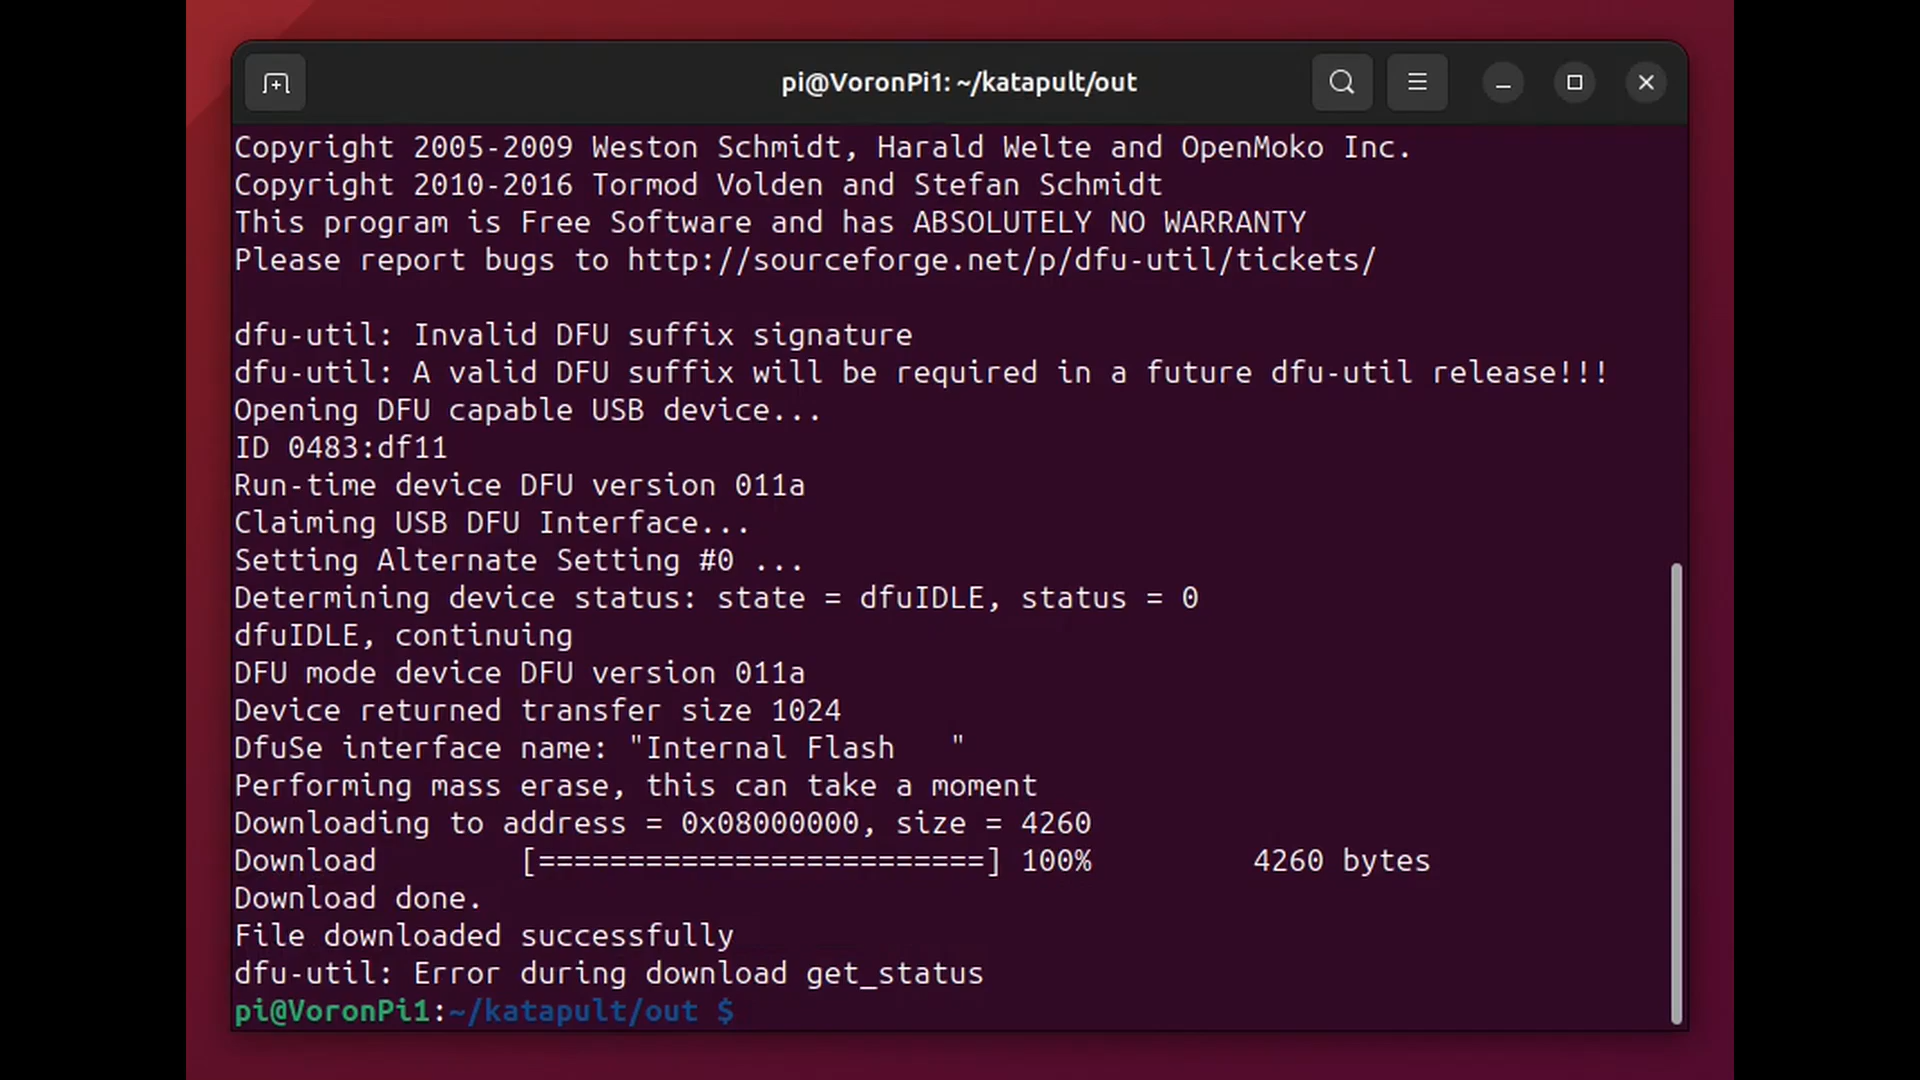 pi@VoronPi1: ~/katapult/out
Copyright 2005-2009 Weston Schmidt, Harald Welte and OpenMoko Inc.
Copyright 2010-2016 Tormod Volden and Stefan Schmidt
This program is Free Software and has ABSOLUTELY NO WARRANTY
Please report bugs to http://sourceforge.net/p/dfu-util/tickets/
dfu-util: Invalid DFU suffix signature
dfu-util: A valid DFU suffix will be required in a future dfu-util release!!!
Opening DFU capable USB device...
ID 0483:df11
Run-time device DFU version 011a
Claiming USB DFU Interface...
Setting Alternate Setting #0 ...
Determining device status: state = dfuIDLE, status = 0
dfuIDLE, continuing
DFU mode device DFU version 011a
Device returned transfer size 1024
DfuSe interface name: "Internal Flash   "
Performing mass erase, this can take a moment
Downloading to address = 0x08000000, size = 4260
Download        [=========================] 100%         4260 bytes
Download done.
File downloaded successfully
dfu-util: Error during download get_status
pi@VoronPi1:~/katapult/out $